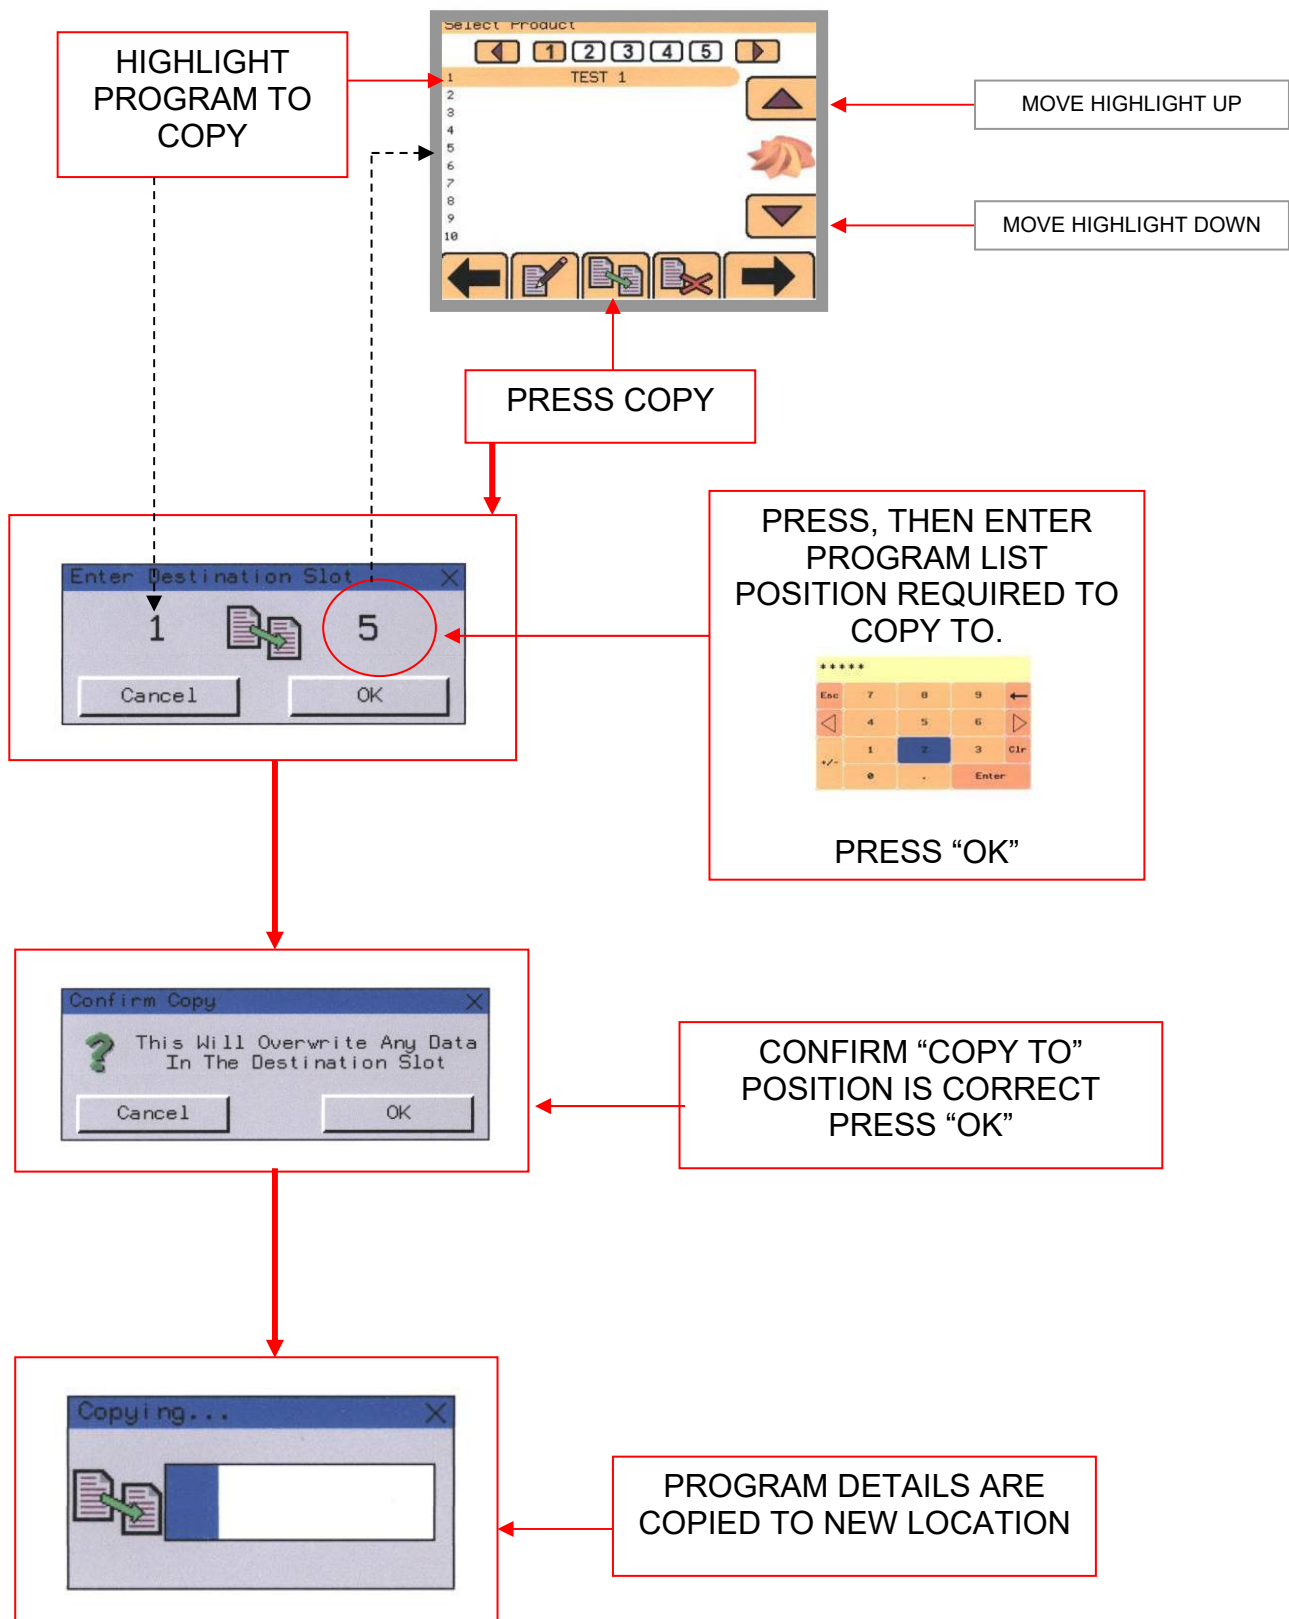 Select Product
1 2 3 4 5
1 TEST 1
2
3
4
5
6
7
8
9
10
HIGHLIGHT
PROGRAM TO
COPY
MOVE HIGHLIGHT UP
MOVE HIGHLIGHT DOWN
PRESS COPY
Enter Destination Slot X
1 5
Cancel OK
PRESS, THEN ENTER
PROGRAM LIST
POSITION REQUIRED TO
COPY TO.
*****
Esc 7 8 9
4 5 6
+/- 1 2 3 Clr
0 . Enter
PRESS “OK”
Confirm Copy X
? This Will Overwrite Any Data
In The Destination Slot
Cancel OK
CONFIRM “COPY TO”
POSITION IS CORRECT
PRESS “OK”
Copying... X
PROGRAM DETAILS ARE
COPIED TO NEW LOCATION